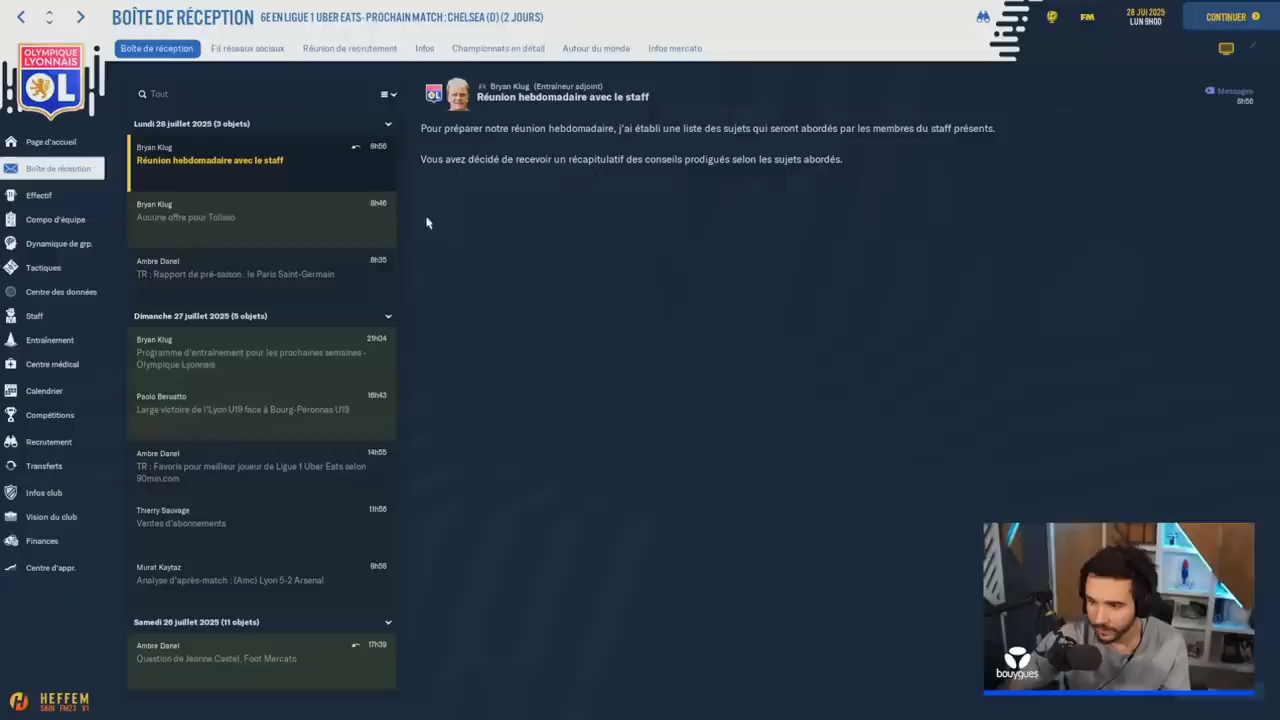 BOÎTE DE RÉCEPTION
6E EN LIGUE 1 UBER EATS - PROCHAIN MATCH : CHELSEA (D) (2 JOURS)
FM
28 JUI 2025
LUN 9H00
CONTINUER
Boîte de réception
Fil réseaux sociaux
Réunion de recrutement
Infos
Championnats en détail
Autour du monde
Infos mercato
OLYMPIQUE
LYONNAIS
OL
Page d'accueil
Boîte de réception
Effectif
Compo d'équipe
Dynamique de grp.
Tactiques
Centre des données
Staff
Entraînement
Centre médical
Calendrier
Compétitions
Recrutement
Transferts
Infos club
Vision du club
Finances
Centre d'appr.
HEFFEM
SKIN FM23 V1
Tout
Lundi 28 juillet 2025 (3 objets)
Bryan Klug
8h56
Réunion hebdomadaire avec le staff
Bryan Klug
8h46
Aucune offre pour Tolisso
Ambre Danel
8h35
TR : Rapport de pré-saison : le Paris Saint-Germain
Dimanche 27 juillet 2025 (5 objets)
Bryan Klug
21h04
Programme d'entraînement pour les prochaines semaines -
Olympique Lyonnais
Paolo Beruatto
16h43
Large victoire de l'Lyon U19 face à Bourg-Péronnas U19
Ambre Danel
14h55
TR : Favoris pour meilleur joueur de Ligue 1 Uber Eats selon
90min.com
Thierry Sauvage
11h56
Ventes d'abonnements
Murat Kaytaz
8h58
Analyse d'après-match : (Amc) Lyon 5-2 Arsenal
Samedi 26 juillet 2025 (11 objets)
Ambre Danel
17h39
Question de Jeanne Castel, Foot Mercato
Bryan Klug (Entraîneur adjoint)
Réunion hebdomadaire avec le staff
Messages
8h56
Pour préparer notre réunion hebdomadaire, j'ai établi une liste des sujets qui seront abordés par les membres du staff présents.
Vous avez décidé de recevoir un récapitulatif des conseils prodigués selon les sujets abordés.
bouygues